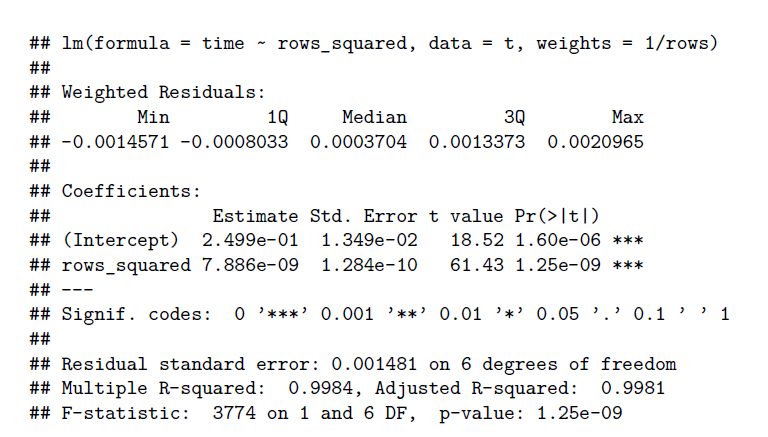 ## lm(formula = time ~ rows_squared, data = t, weights = 1/rows)
##
## Weighted Residuals:
##        Min         1Q     Median         3Q        Max
## -0.0014571 -0.0008033  0.0003704  0.0013373  0.0020965
##
## Coefficients:
##              Estimate Std. Error t value Pr(>|t|)
## (Intercept)  2.499e-01  1.349e-02   18.52 1.60e-06 ***
## rows_squared 7.886e-09  1.284e-10   61.43 1.25e-09 ***
## ---
## Signif. codes:  0 ’***’ 0.001 ’**’ 0.01 ’*’ 0.05 ’.’ 0.1 ’ ’ 1
##
## Residual standard error: 0.001481 on 6 degrees of freedom
## Multiple R-squared:  0.9984, Adjusted R-squared:  0.9981
## F-statistic:  3774 on 1 and 6 DF,  p-value: 1.25e-09